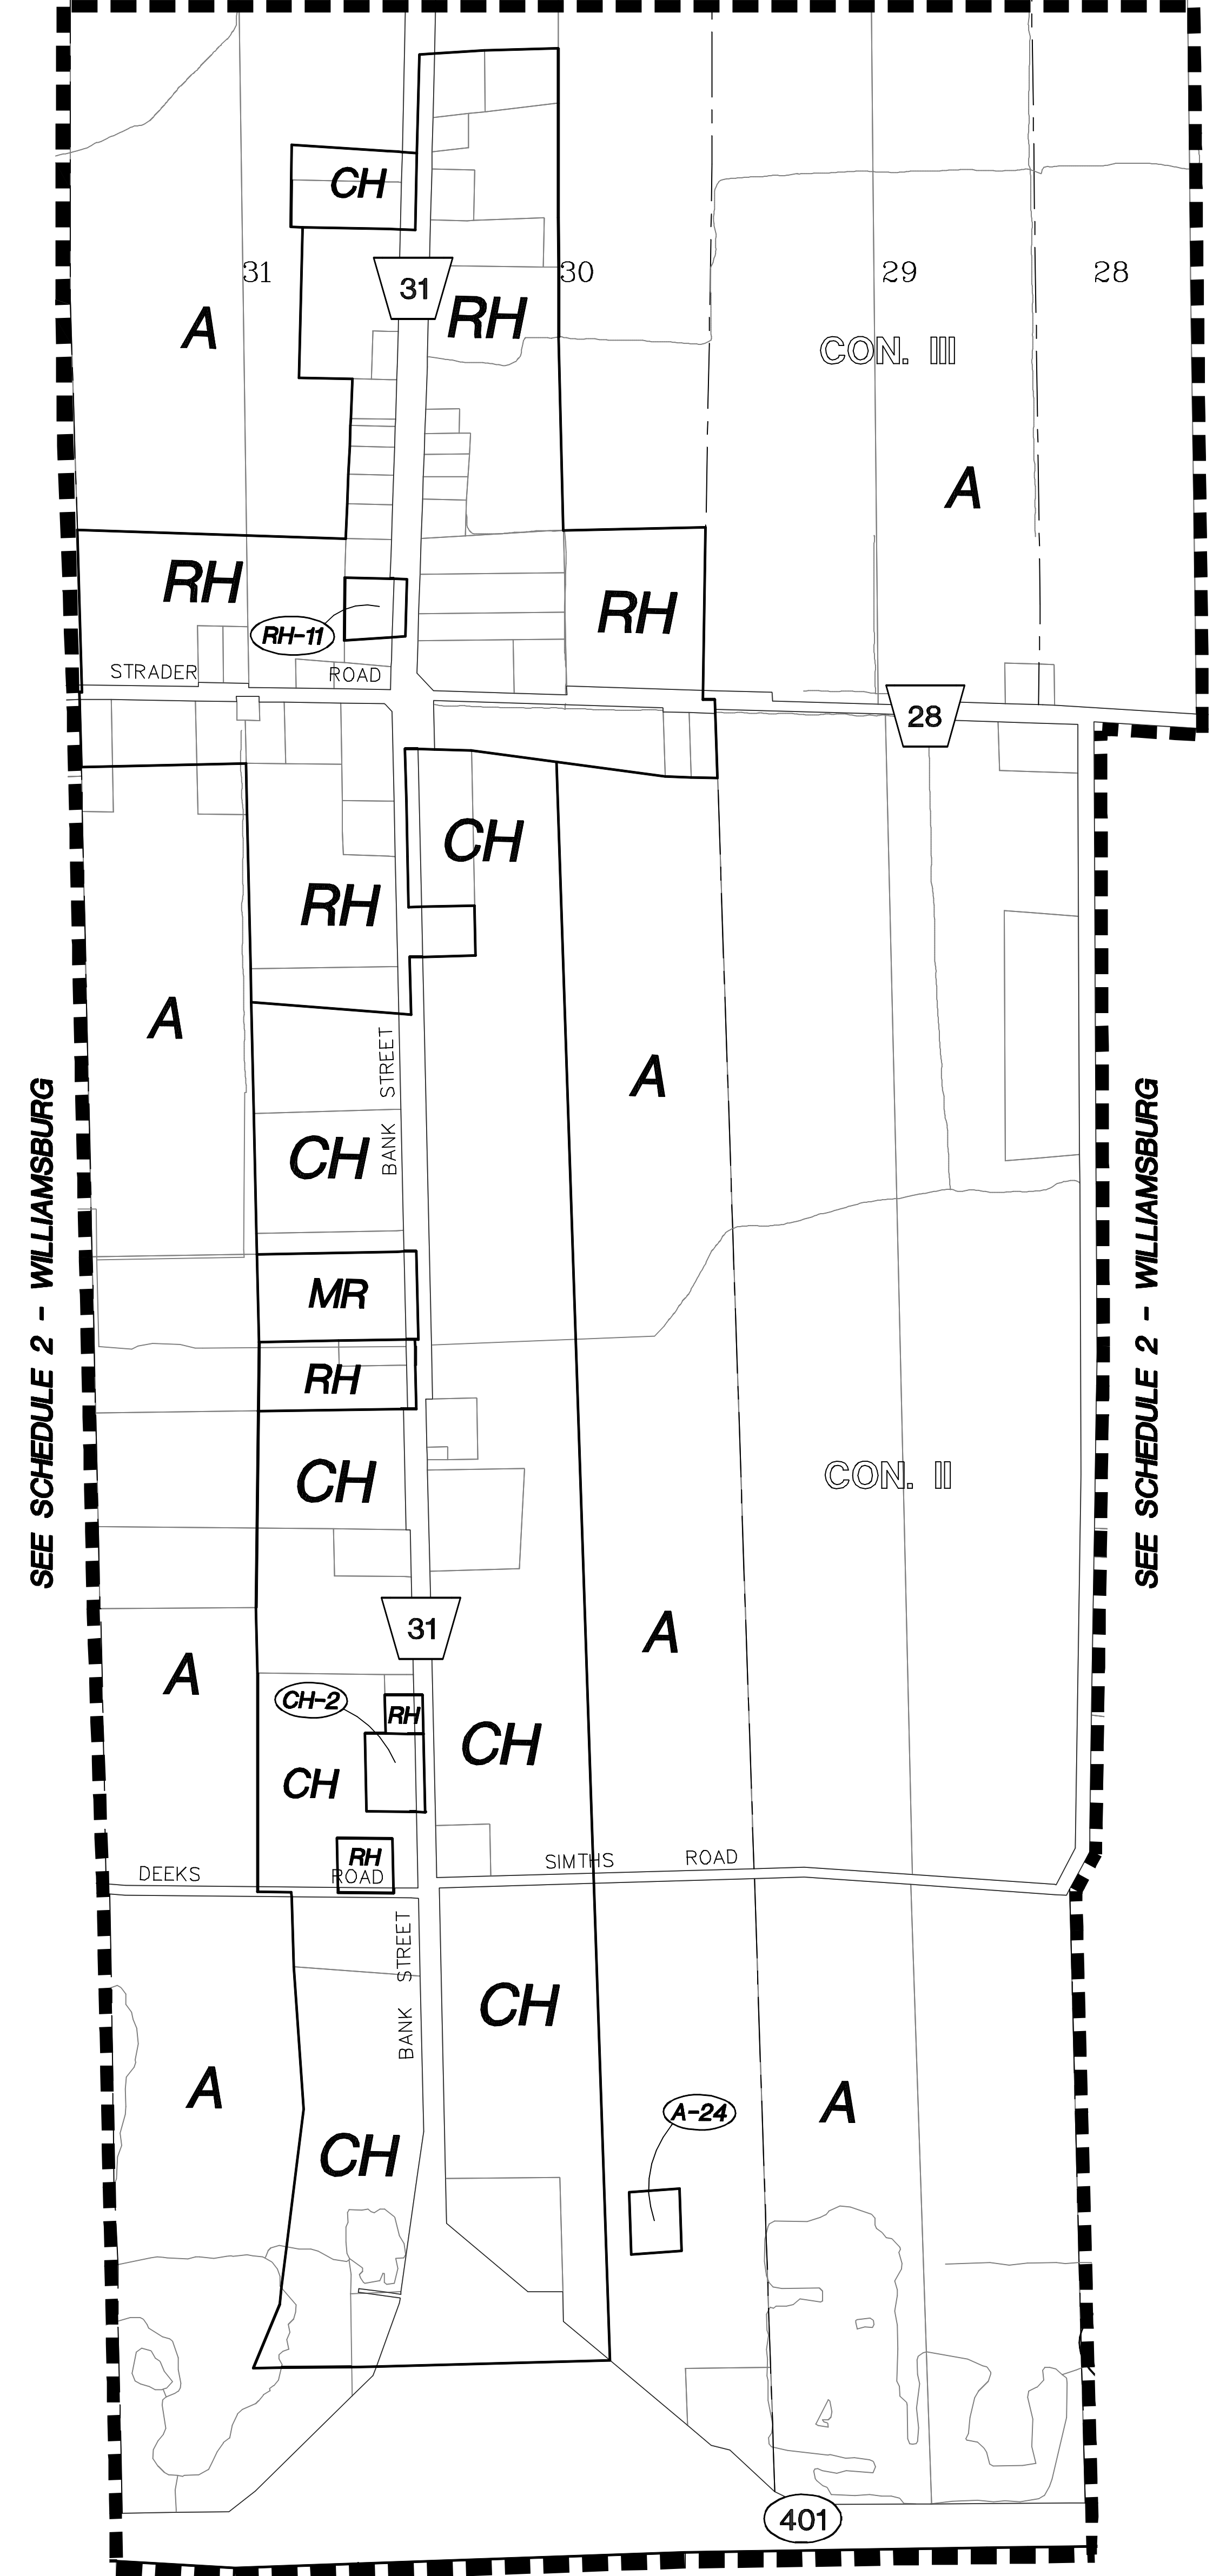 CH
31
31
30
29
28
RH
A
CON. III
A
RH
RH
RH-11
STRADER ROAD
28
CH
RH
A
A
BANK STREET
SEE SCHEDULE 2 - WILLIAMSBURG
SEE SCHEDULE 2 - WILLIAMSBURG
CH
MR
RH
CH
CON. II
31
A
A
CH-2
RH
CH
CH
RH
DEEKS ROAD
SIMTHS ROAD
BANK STREET
CH
A
A
A-24
CH
401